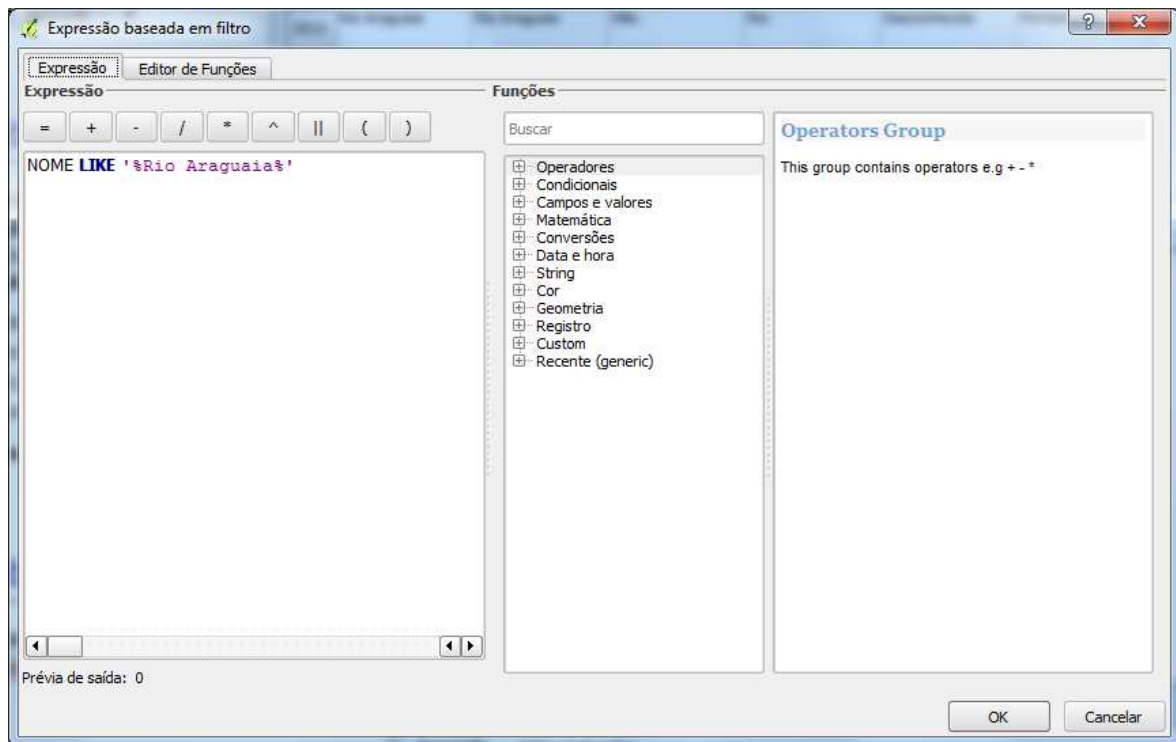 Expressão baseada em filtro
?
X
Expressão
Editor de Funções
Expressão
= + - / * ^ || ( )
NOME LIKE '%Rio Araguaia%'
Prévia de saída: 0
Funções
Buscar
Operadores
Condicionais
Campos e valores
Matemática
Conversões
Data e hora
String
Cor
Geometria
Registro
Custom
Recente (generic)
Operators Group
This group contains operators e.g + - *
OK
Cancelar